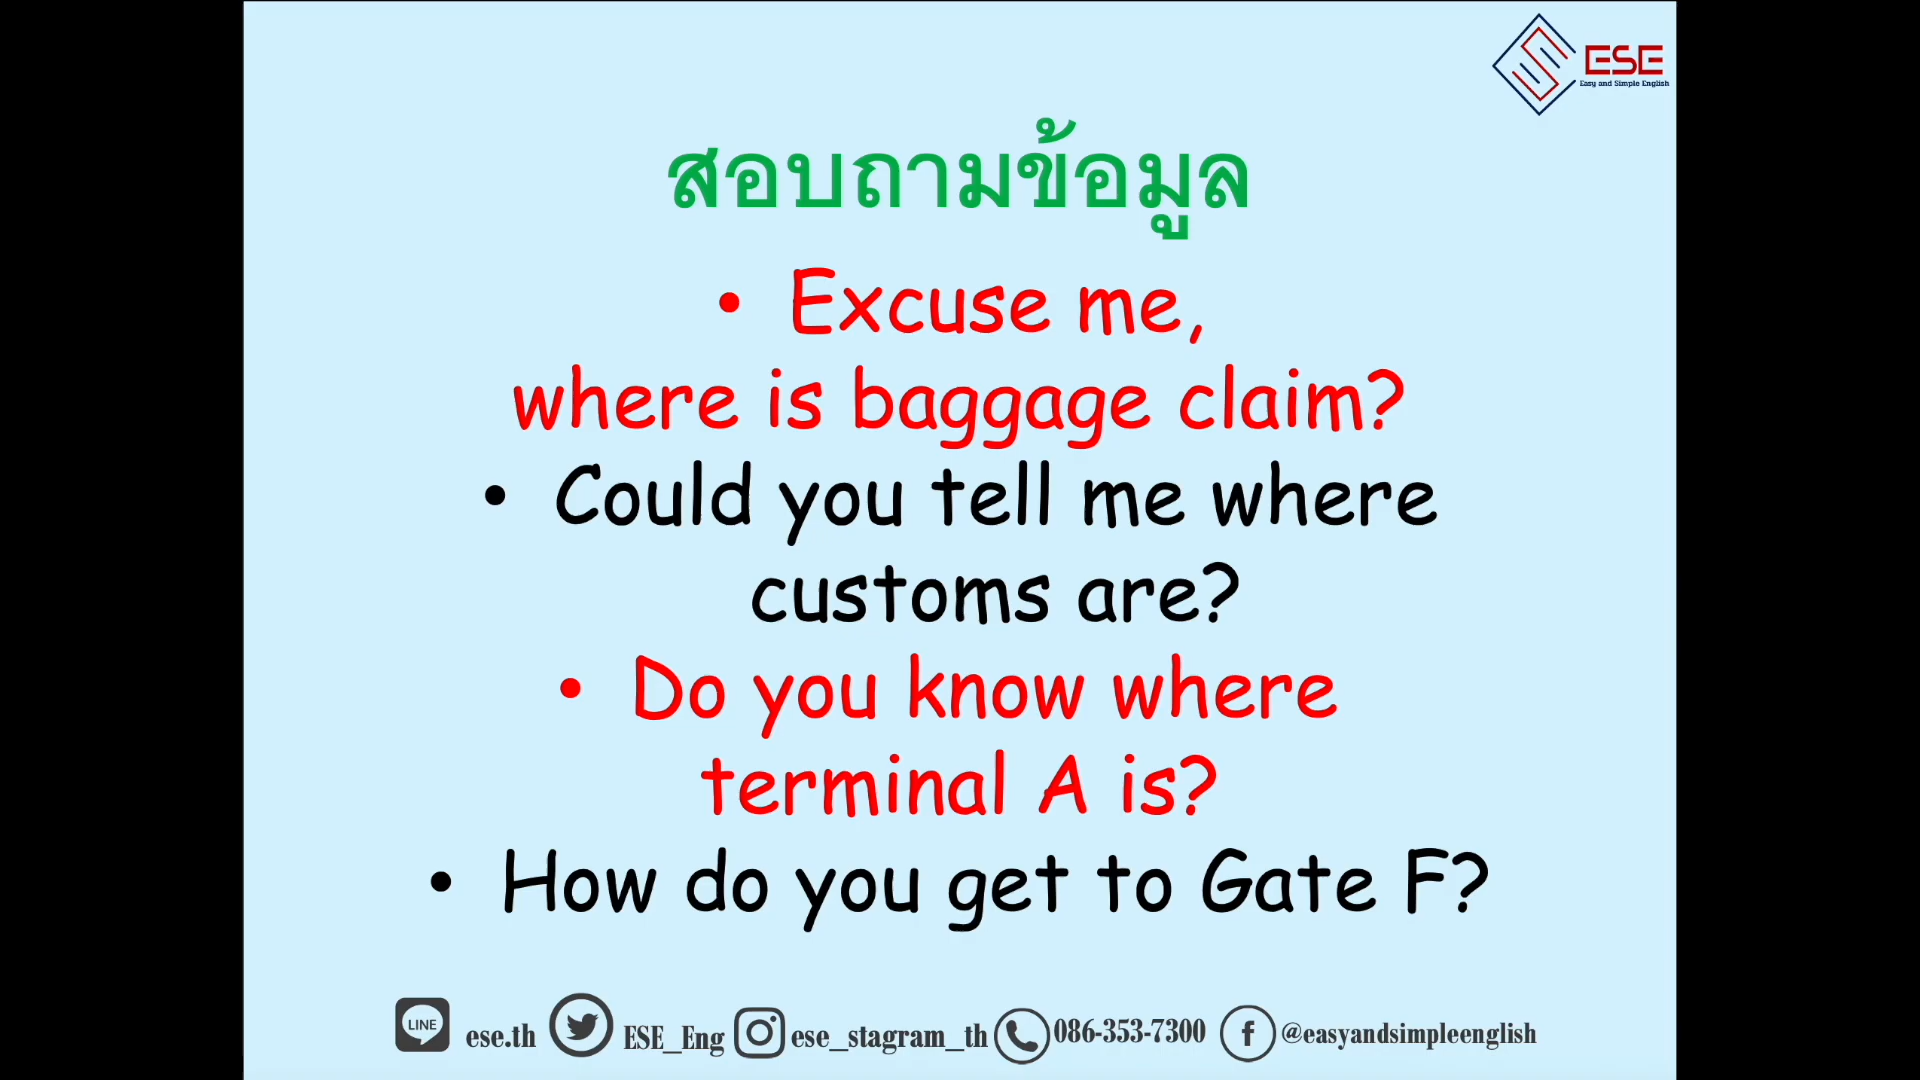 ESE
Easy and Simple English
สอบถามข้อมูล
• Excuse me,
where is baggage claim?
• Could you tell me where
customs are?
• Do you know where
terminal A is?
• How do you get to Gate F?
LINE ese.th ESE_Eng ese_stagram_th 086-353-7300 @easyandsimpleenglish